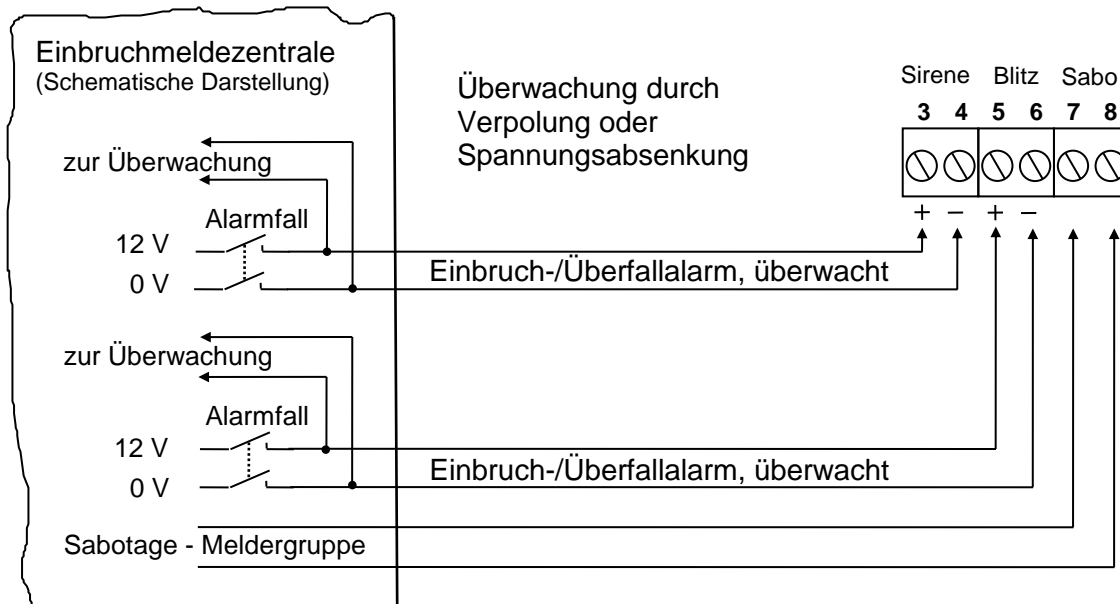 Einbruchmeldezentrale
(Schematische Darstellung)
Überwachung durch
Verpolung oder
Spannungsabsenkung
Sirene Blitz Sabo
3 4 5 6 7 8
+ − + −
zur Überwachung
Alarmfall
12 V
0 V
Einbruch-/Überfallalarm, überwacht
zur Überwachung
Alarmfall
12 V
0 V
Einbruch-/Überfallalarm, überwacht
Sabotage - Meldergruppe